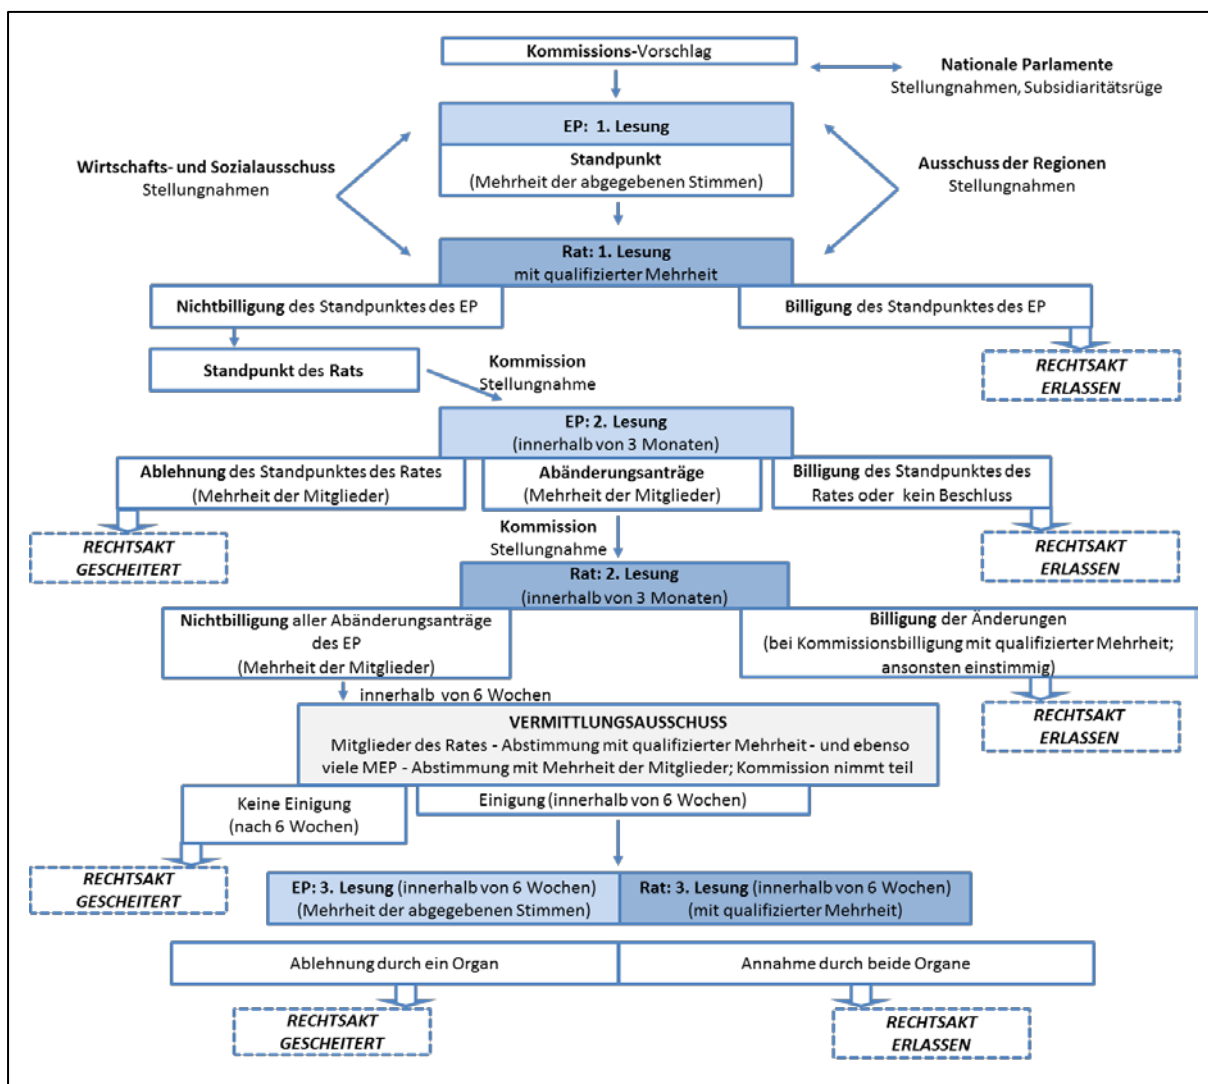 Kommissions-Vorschlag
Nationale Parlamente
Stellungnahmen, Subsidiaritätsrüge
EP: 1. Lesung
Standpunkt
(Mehrheit der abgegebenen Stimmen)
Wirtschafts- und Sozialausschuss
Stellungnahmen
Ausschuss der Regionen
Stellungnahmen
Rat: 1. Lesung
mit qualifizierter Mehrheit
Nichtbilligung des Standpunktes des EP
Billigung des Standpunktes des EP
Standpunkt des Rats
Kommission
Stellungnahme
RECHTSAKT
ERLASSEN
EP: 2. Lesung
(innerhalb von 3 Monaten)
Ablehnung des Standpunktes des Rates
(Mehrheit der Mitglieder)
Abänderungsanträge
(Mehrheit der Mitglieder)
Billigung des Standpunktes des
Rates oder kein Beschluss
Kommission
Stellungnahme
RECHTSAKT
GESCHEITERT
RECHTSAKT
ERLASSEN
Rat: 2. Lesung
(innerhalb von 3 Monaten)
Nichtbilligung aller Abänderungsanträge
des EP
(Mehrheit der Mitglieder)
Billigung der Änderungen
(bei Kommissionsbilligung mit qualifizierter Mehrheit;
ansonsten einstimmig)
innerhalb von 6 Wochen
RECHTSAKT
ERLASSEN
VERMITTLUNGSAUSSCHUSS
Mitglieder des Rates - Abstimmung mit qualifizierter Mehrheit - und ebenso
viele MEP - Abstimmung mit Mehrheit der Mitglieder; Kommission nimmt teil
Keine Einigung
(nach 6 Wochen)
Einigung (innerhalb von 6 Wochen)
RECHTSAKT
GESCHEITERT
EP: 3. Lesung (innerhalb von 6 Wochen)
(Mehrheit der abgegebenen Stimmen)
Rat: 3. Lesung (innerhalb von 6 Wochen)
(mit qualifizierter Mehrheit)
Ablehnung durch ein Organ
Annahme durch beide Organe
RECHTSAKT
GESCHEITERT
RECHTSAKT
ERLASSEN